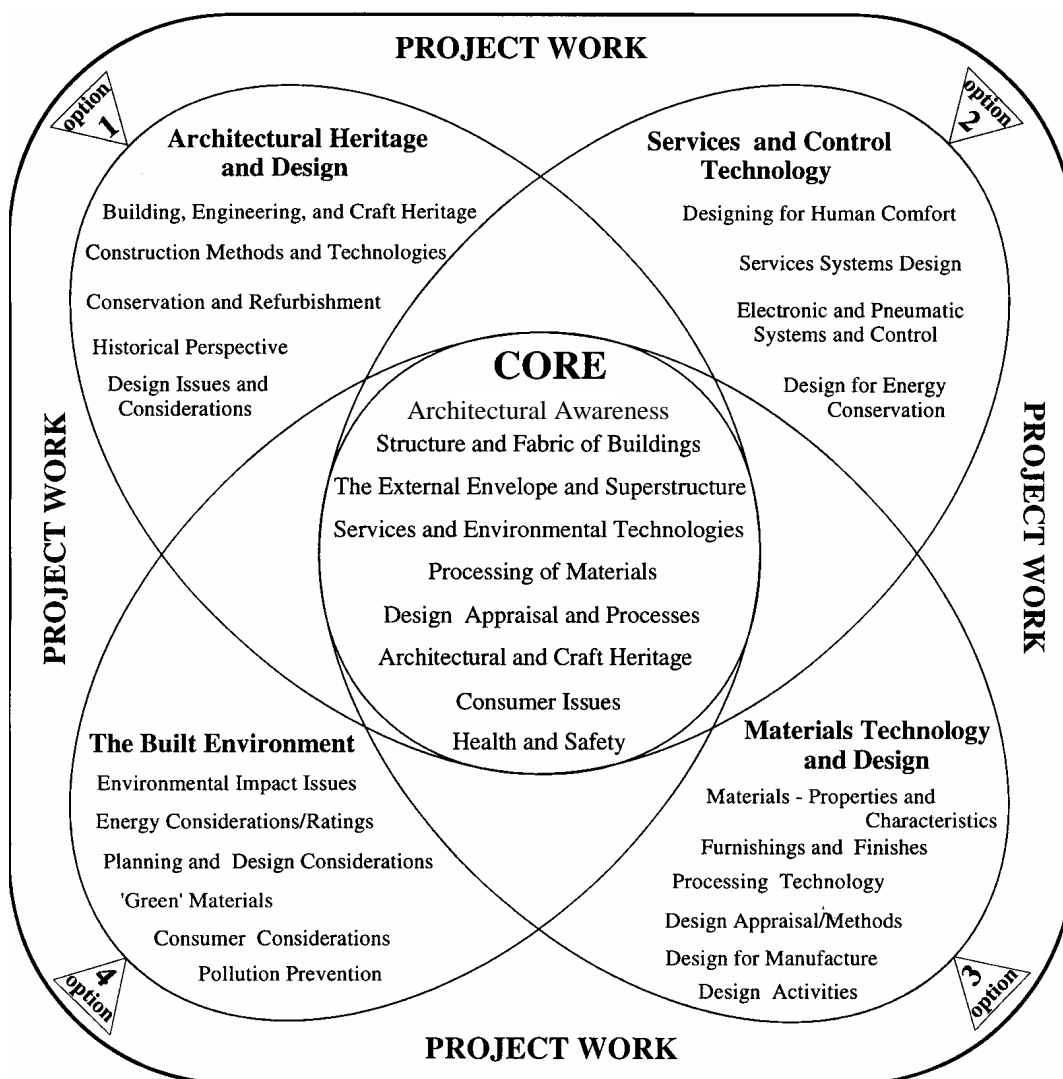 PROJECT WORK
option
1
Architectural Heritage
and Design
Building, Engineering, and Craft Heritage
Construction Methods and Technologies
Conservation and Refurbishment
Historical Perspective
Design Issues and
Considerations
option
2
Services and Control
Technology
Designing for Human Comfort
Services Systems Design
Electronic and Pneumatic
Systems and Control
Design for Energy
Conservation
CORE
Architectural Awareness
Structure and Fabric of Buildings
The External Envelope and Superstructure
Services and Environmental Technologies
Processing of Materials
Design Appraisal and Processes
Architectural and Craft Heritage
Consumer Issues
Health and Safety
PROJECT WORK
PROJECT WORK
The Built Environment
Environmental Impact Issues
Energy Considerations/Ratings
Planning and Design Considerations
'Green' Materials
Consumer Considerations
Pollution Prevention
4
option
Materials Technology
and Design
Materials - Properties and
Characteristics
Furnishings and Finishes
Processing Technology
Design Appraisal/Methods
Design for Manufacture
Design Activities
3
option
PROJECT WORK